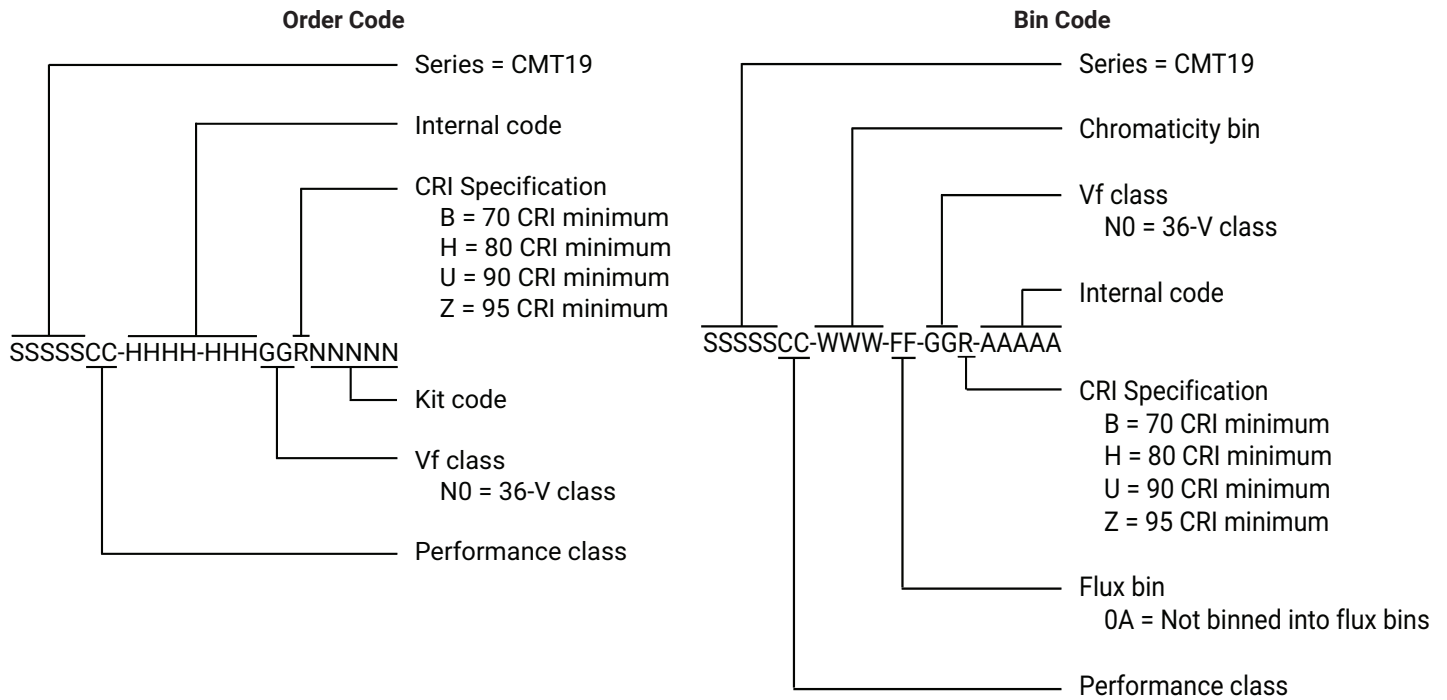 Order Code
Series = CMT19
Internal code
CRI Specification
B = 70 CRI minimum
H = 80 CRI minimum
U = 90 CRI minimum
Z = 95 CRI minimum
SSSSSCC-HHHH-HHHGGRNNNNN
Kit code
Vf class
N0 = 36-V class
Performance class
Bin Code
Series = CMT19
Chromaticity bin
Vf class
N0 = 36-V class
Internal code
SSSSSCC-WWW-FF-GGR-AAAAA
CRI Specification
B = 70 CRI minimum
H = 80 CRI minimum
U = 90 CRI minimum
Z = 95 CRI minimum
Flux bin
0A = Not binned into flux bins
Performance class